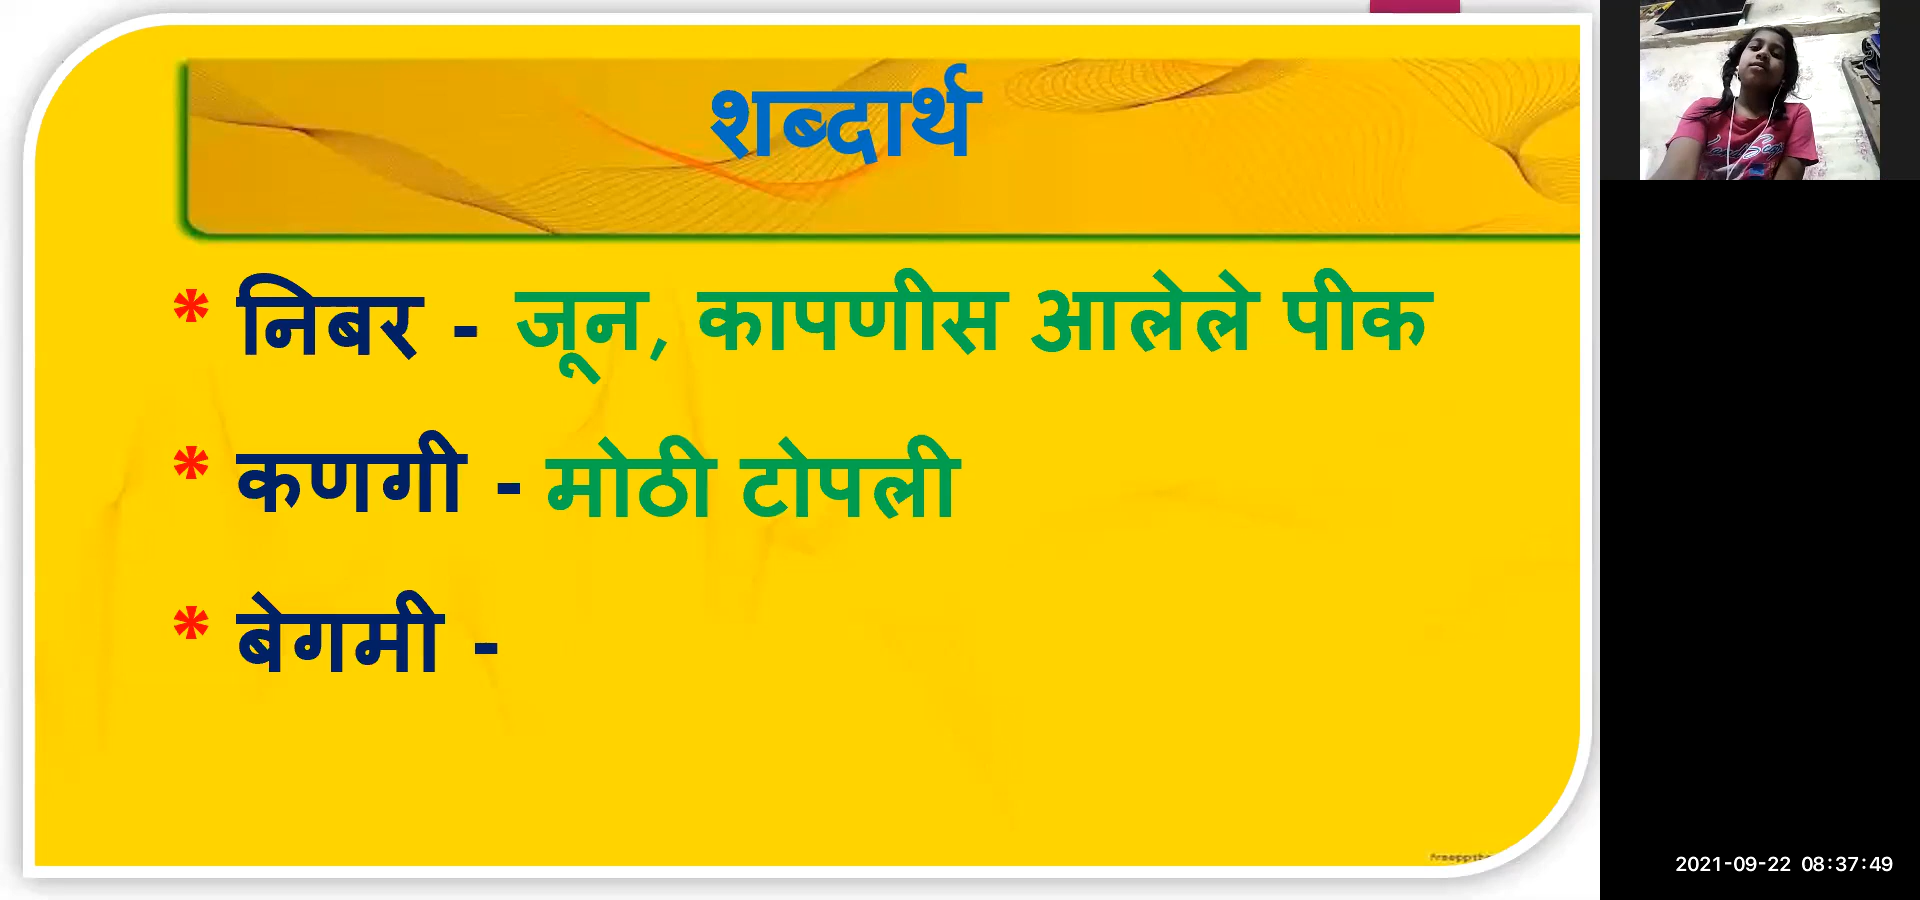 शब्दार्थ
* निबर - जून, कापणीस आलेले पीक
* कणगी - मोठी टोपली
* बेगमी -
2021-09-22 08:37:49